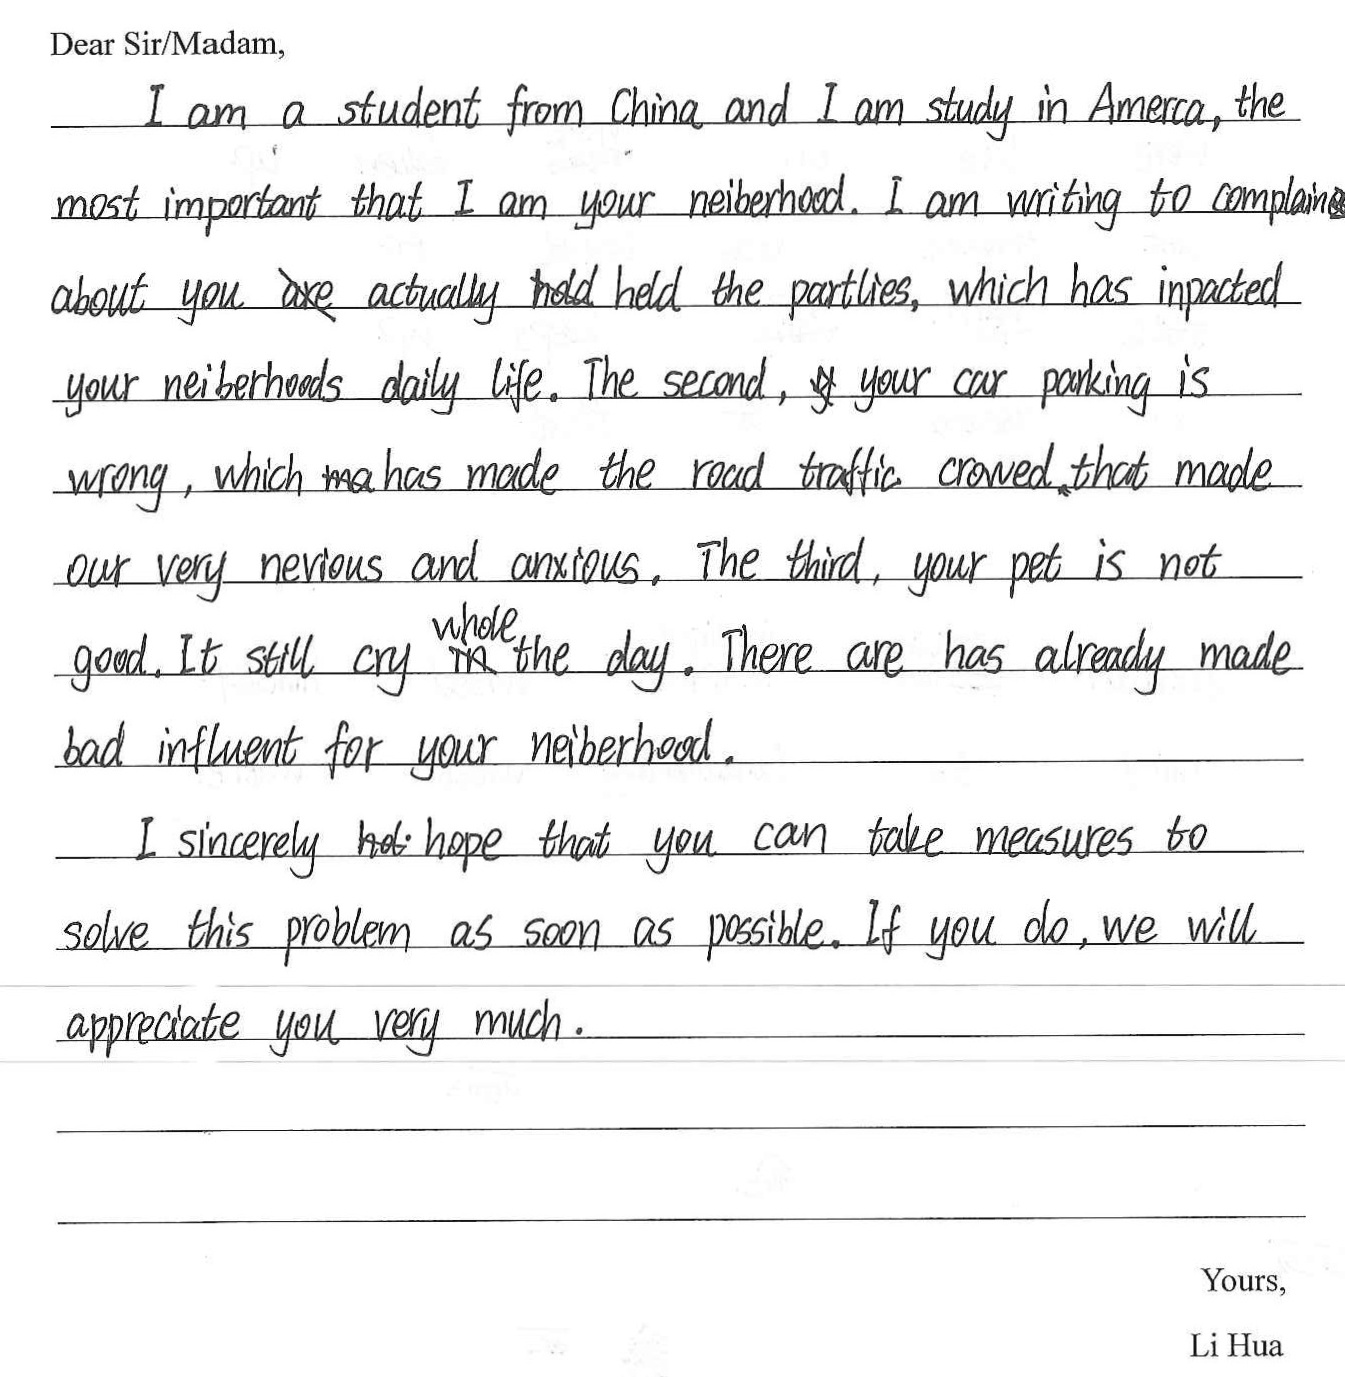 Dear Sir/Madam,
I am a student from China and I am study in Amerca, the
most important that I am your neiberhood. I am writing to complain
about you actually held the partlies, which has inpacted
your neiberhoods daily life. The second, your car parking is
wrong, which has made the road traffic crowed, that made
our very nevious and anxious. The third, your pet is not
good. It still cry whole the day. There are has already made
bad influent for your neiberhood.
I sincerely hope that you can take measures to
solve this problem as soon as possible. If you do, we will
appreciate you very much.
Yours,
Li Hua